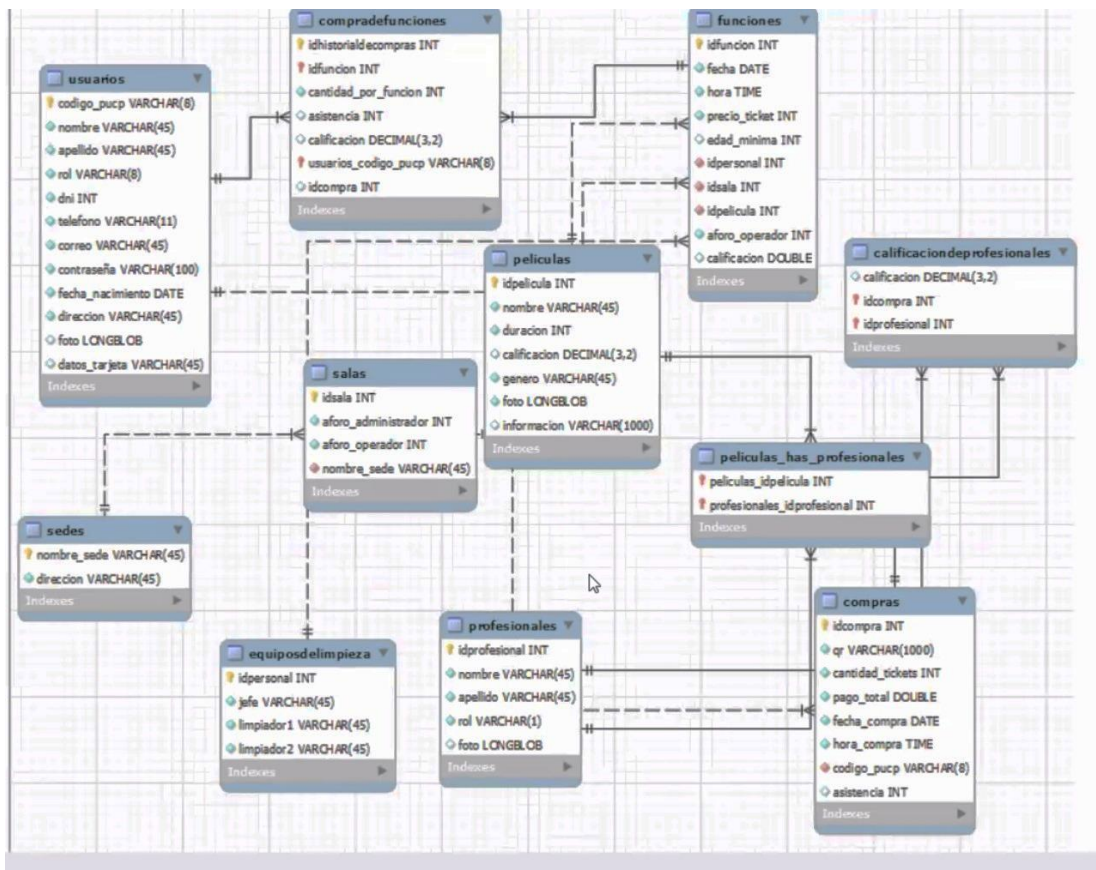 compradefunciones
idhistorialdecompras INT
idfuncion INT
cantidad_por_funcion INT
asistencia INT
calificacion DECIMAL(3,2)
usuarios_codigo_pucp VARCHAR(8)
idcompra INT
Indexes
funciones
idfuncion INT
fecha DATE
hora TIME
precio_ticket INT
edad_minima INT
idpersonal INT
idsala INT
idpelicula INT
aforo_operador INT
calificacion DOUBLE
Indexes
usuarios
codigo_pucp VARCHAR(8)
nombre VARCHAR(45)
apellido VARCHAR(45)
rol VARCHAR(8)
dni INT
telefono VARCHAR(11)
correo VARCHAR(45)
contraseña VARCHAR(100)
fecha_nacimiento DATE
direccion VARCHAR(45)
foto LONGBLOB
datos_tarjeta VARCHAR(45)
Indexes
peliculas
idpelicula INT
nombre VARCHAR(45)
duracion INT
calificacion DECIMAL(3,2)
genero VARCHAR(45)
foto LONGBLOB
informacion VARCHAR(1000)
Indexes
calificaciondeprofesionales
calificacion DECIMAL(3,2)
idcompra INT
idprofesional INT
Indexes
salas
idsala INT
aforo_administrador INT
aforo_operador INT
nombre_sede VARCHAR(45)
Indexes
peliculas_has_profesionales
peliculas_idpelicula INT
profesionales_idprofesional INT
Indexes
sedes
nombre_sede VARCHAR(45)
direccion VARCHAR(45)
Indexes
equiposdelimpieza
idpersonal INT
jefe VARCHAR(45)
limpiador1 VARCHAR(45)
limpiador2 VARCHAR(45)
Indexes
profesionales
idprofesional INT
nombre VARCHAR(45)
apellido VARCHAR(45)
rol VARCHAR(1)
foto LONGBLOB
Indexes
compras
idcompra INT
qr VARCHAR(1000)
cantidad_tickets INT
pago_total DOUBLE
fecha_compra DATE
hora_compra TIME
codigo_pucp VARCHAR(8)
asistencia INT
Indexes